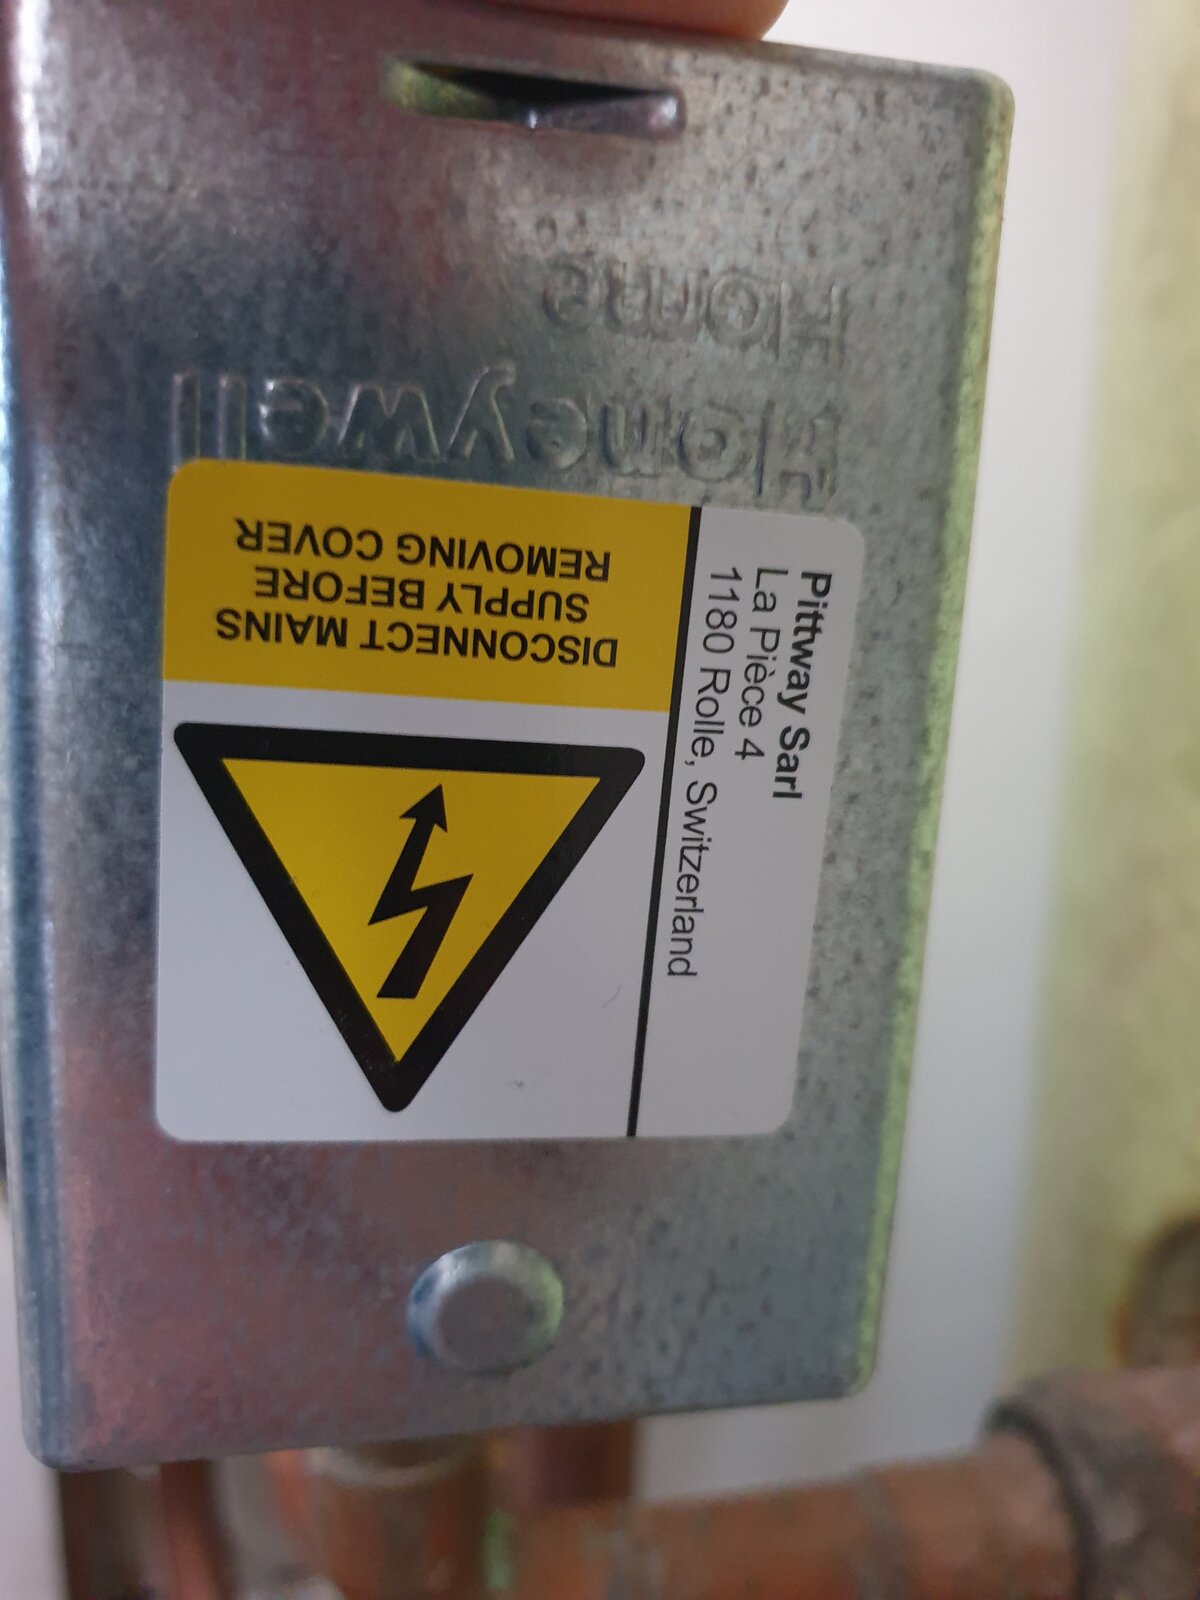 Honeywell
Home
DISCONNECT MAINS
SUPPLY BEFORE
REMOVING COVER
Pittway Sarl
La Pièce 4
1180 Rolle, Switzerland